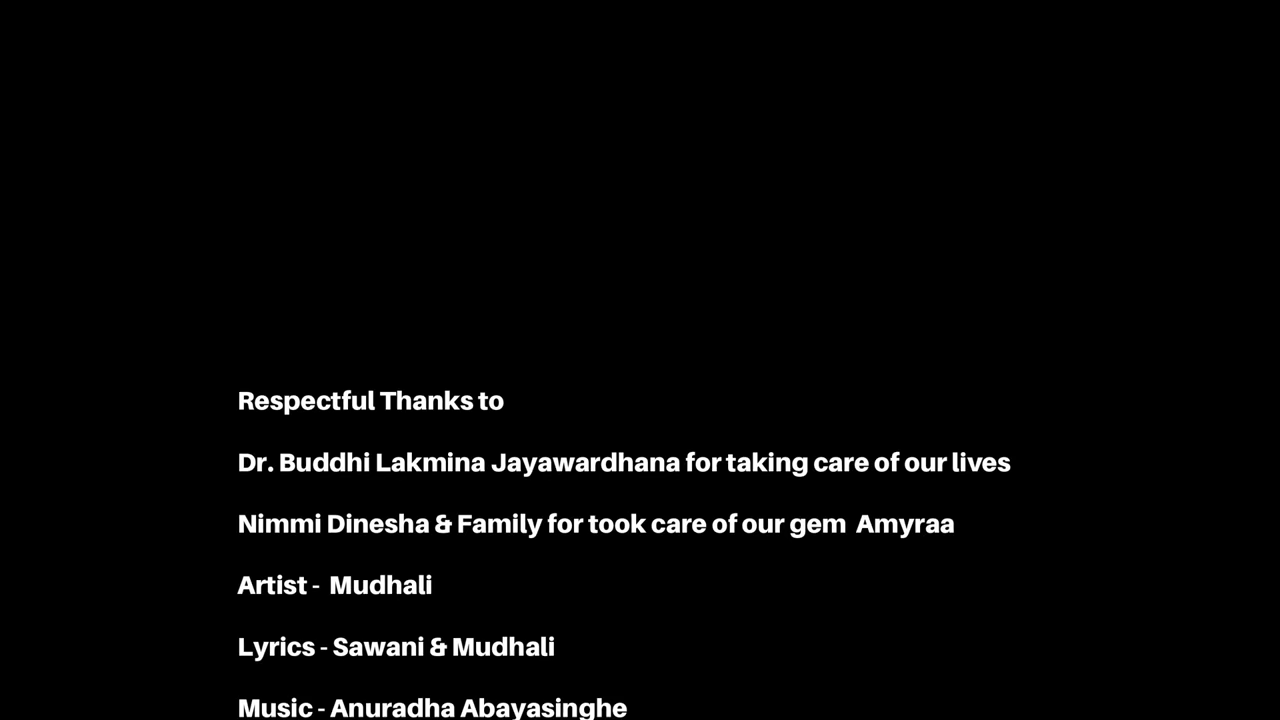 Respectful Thanks to
Dr. Buddhi Lakmina Jayawardhana for taking care of our lives
Nimmi Dinesha & Family for took care of our gem  Amyraa
Artist -  Mudhali
Lyrics - Sawani & Mudhali
Music - Anuradha Abayasinghe